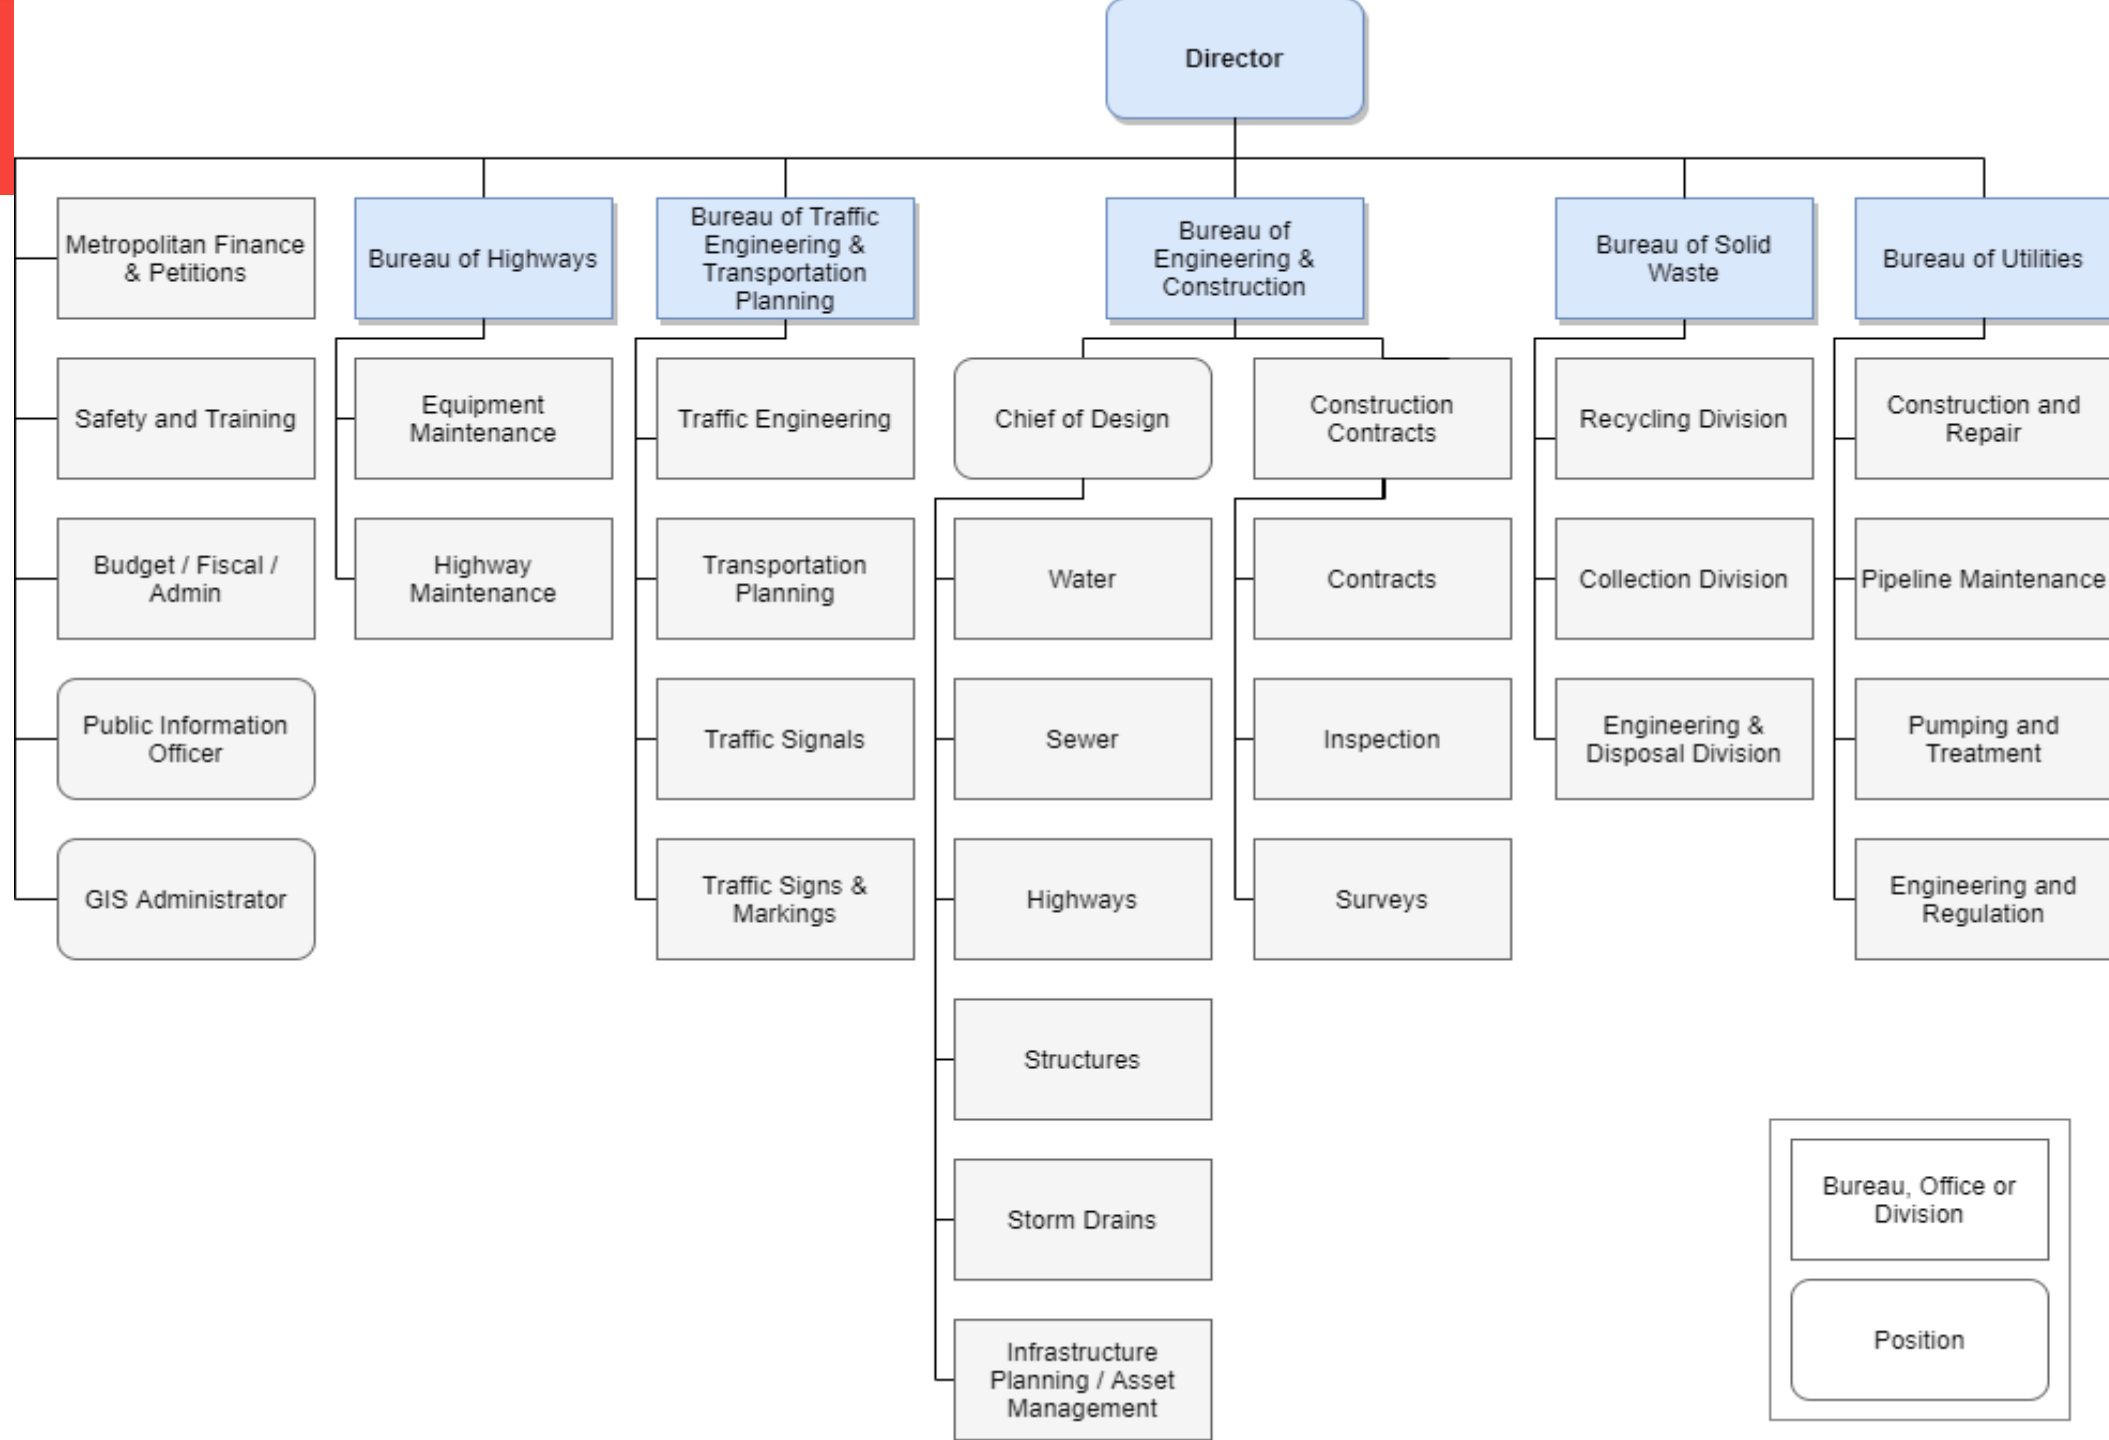 Director
Metropolitan Finance
& Petitions
Bureau of Highways
Bureau of Traffic
Engineering &
Transportation
Planning
Bureau of
Engineering &
Construction
Bureau of Solid
Waste
Bureau of Utilities
Safety and Training
Equipment
Maintenance
Traffic Engineering
Chief of Design
Construction
Contracts
Recycling Division
Construction and
Repair
Budget / Fiscal /
Admin
Highway
Maintenance
Transportation
Planning
Water
Contracts
Collection Division
Pipeline Maintenance
Public Information
Officer
Traffic Signals
Sewer
Inspection
Engineering &
Disposal Division
Pumping and
Treatment
GIS Administrator
Traffic Signs &
Markings
Highways
Surveys
Engineering and
Regulation
Structures
Storm Drains
Infrastructure
Planning / Asset
Management
Bureau, Office or
Division
Position